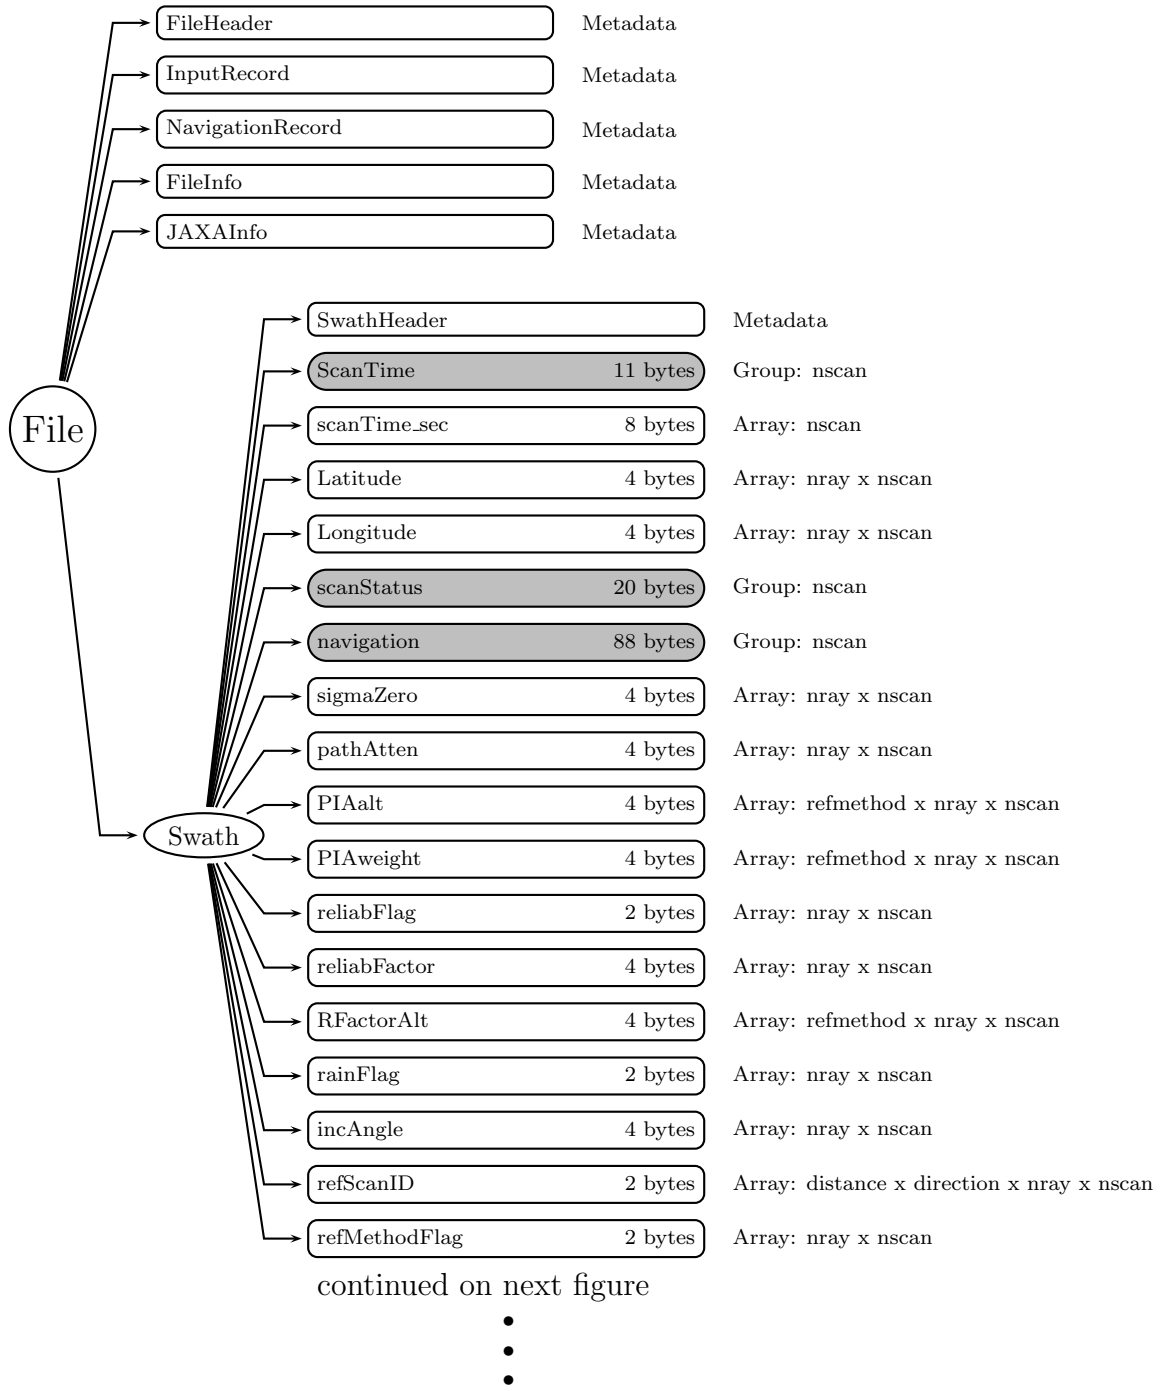 FileHeader Metadata
InputRecord Metadata
NavigationRecord Metadata
FileInfo Metadata
JAXAInfo Metadata
SwathHeader Metadata
ScanTime 11 bytes Group: nscan
File
scanTime_sec 8 bytes Array: nscan
Latitude 4 bytes Array: nray x nscan
Longitude 4 bytes Array: nray x nscan
scanStatus 20 bytes Group: nscan
navigation 88 bytes Group: nscan
sigmaZero 4 bytes Array: nray x nscan
pathAtten 4 bytes Array: nray x nscan
PIAalt 4 bytes Array: refmethod x nray x nscan
Swath
PIAweight 4 bytes Array: refmethod x nray x nscan
reliabFlag 2 bytes Array: nray x nscan
reliabFactor 4 bytes Array: nray x nscan
RFactorAlt 4 bytes Array: refmethod x nray x nscan
rainFlag 2 bytes Array: nray x nscan
incAngle 4 bytes Array: nray x nscan
refScanID 2 bytes Array: distance x direction x nray x nscan
refMethodFlag 2 bytes Array: nray x nscan
continued on next figure